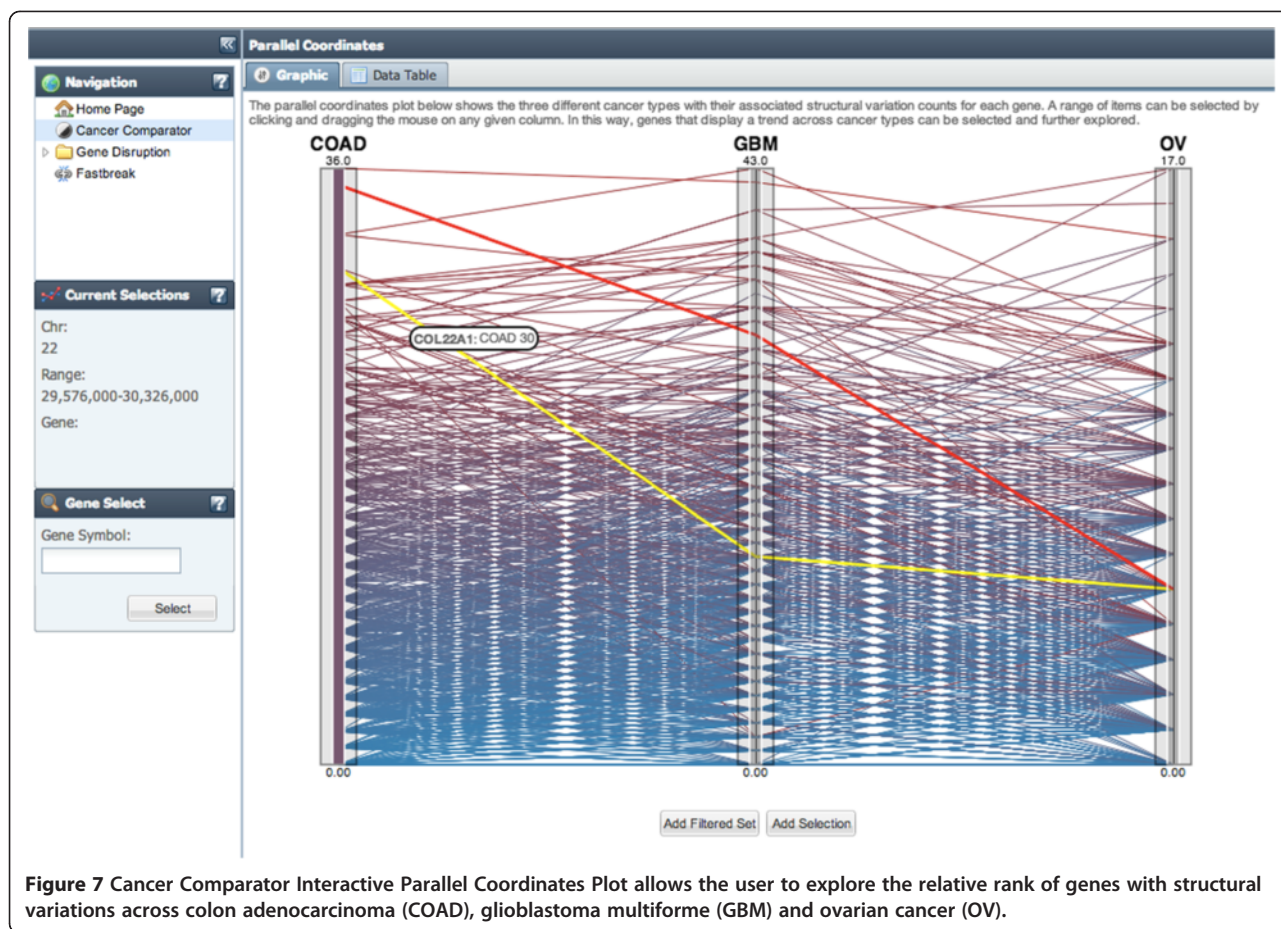 Parallel Coordinates
Navigation
?
Home Page
Cancer Comparator
Gene Disruption
Fastbreak
Current Selections
?
Chr:
22
Range:
29,576,000-30,326,000
Gene:
Gene Select
?
Gene Symbol:
Select
Graphic
Data Table
The parallel coordinates plot below shows the three different cancer types with their associated structural variation counts for each gene. A range of items can be selected by
clicking and dragging the mouse on any given column. In this way, genes that display a trend across cancer types can be selected and further explored.
COAD
GBM
OV
36.0
43.0
17.0
COL22A1: COAD 30
0.00
0.00
0.00
Add Filtered Set
Add Selection
Figure 7 Cancer Comparator Interactive Parallel Coordinates Plot allows the user to explore the relative rank of genes with structural
variations across colon adenocarcinoma (COAD), glioblastoma multiforme (GBM) and ovarian cancer (OV).